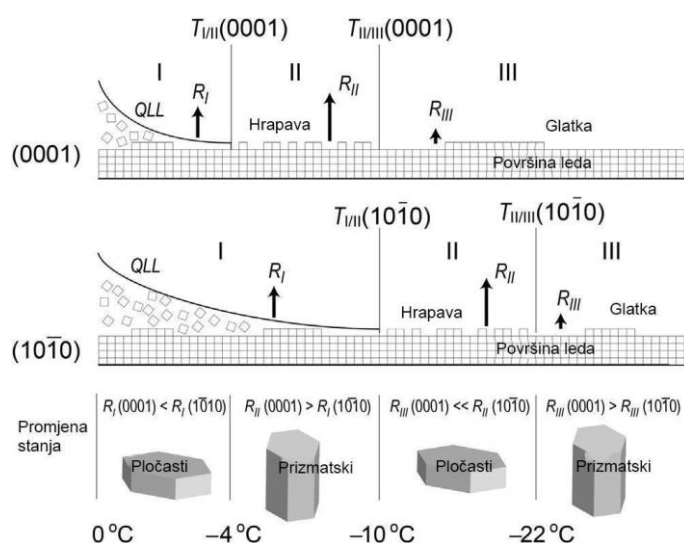 T_I/II(0001) T_II/III(0001)
I II III
QLL R_I R_II R_III
Hrapava Glatka
(0001) Površina leda
T_I/II(101̄0) T_II/III(101̄0)
I II III
QLL R_I R_II R_III
Hrapava Glatka
(101̄0) Površina leda
Promjena stanja
R_I (0001) < R_I (1̄010) R_II (0001) > R_I (101̄0) R_III (0001) << R_II (101̄0) R_III (0001) > R_III (101̄0)
Pločasti Prizmatski Pločasti Prizmatski
0 °C –4 °C –10 °C –22 °C